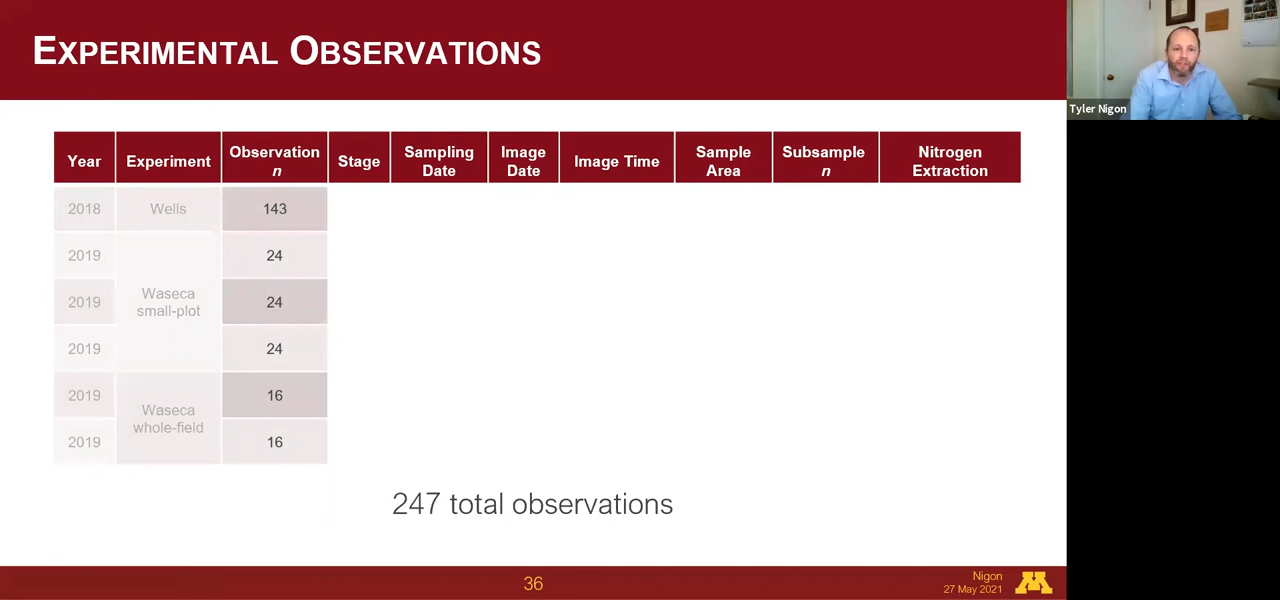 EXPERIMENTAL OBSERVATIONS
Tyler Nigon
Year Experiment Observation n Stage Sampling Date Image Date Image Time Sample Area Subsample n Nitrogen Extraction
2018 Wells 143
2019 Waseca small-plot 24
2019 24
2019 24
2019 Waseca whole-field 16
2019 16
247 total observations
36
Nigon
27 May 2021